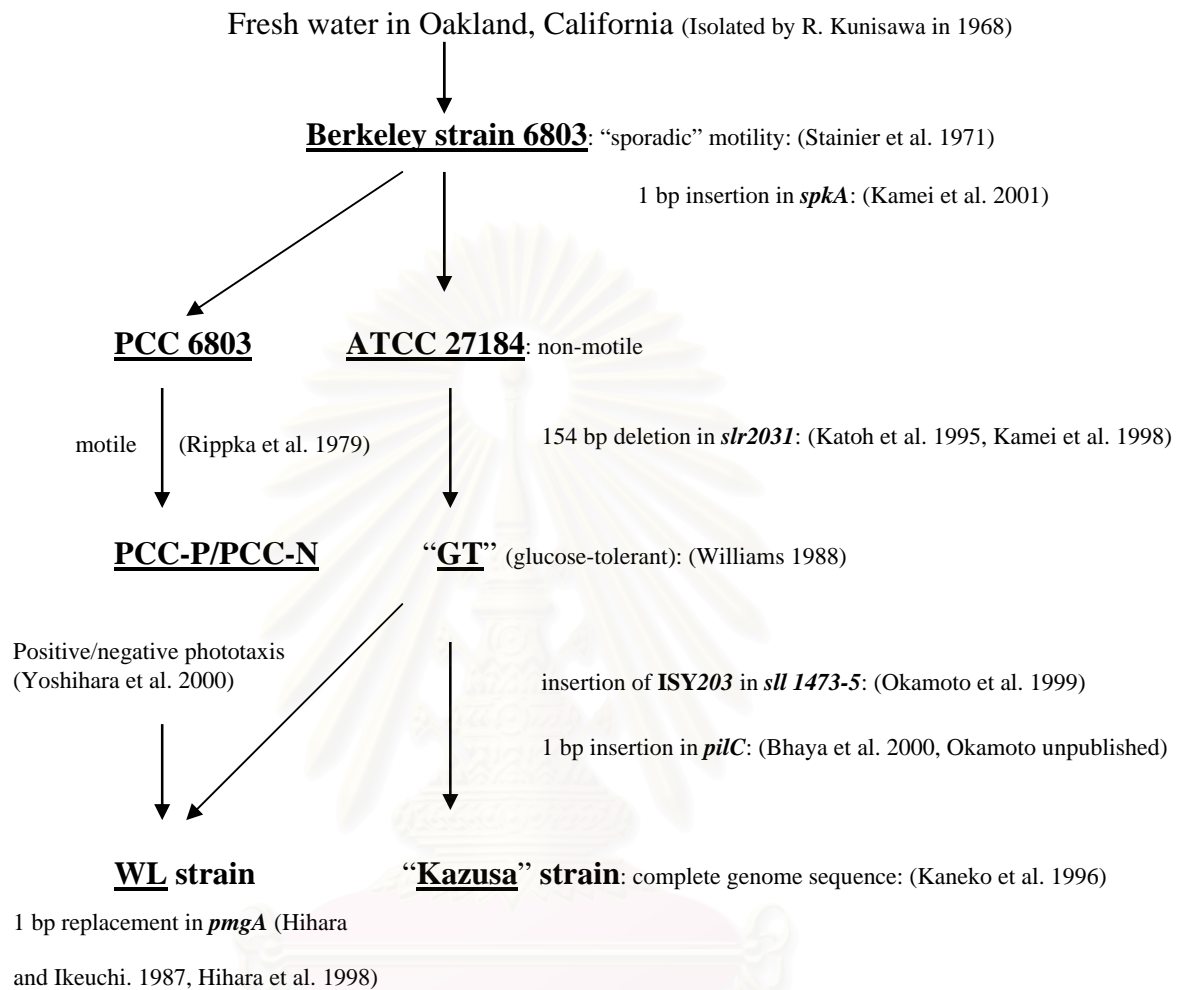 Fresh water in Oakland, California (Isolated by R. Kunisawa in 1968)
Berkeley strain 6803: “sporadic” motility: (Stainier et al. 1971)
1 bp insertion in spkA: (Kamei et al. 2001)
PCC 6803
ATCC 27184: non-motile
motile
(Rippka et al. 1979)
154 bp deletion in slr2031: (Katoh et al. 1995, Kamei et al. 1998)
PCC-P/PCC-N
“GT” (glucose-tolerant): (Williams 1988)
Positive/negative phototaxis
(Yoshihara et al. 2000)
insertion of ISY203 in sll 1473-5: (Okamoto et al. 1999)
1 bp insertion in pilC: (Bhaya et al. 2000, Okamoto unpublished)
WL strain
“Kazusa” strain: complete genome sequence: (Kaneko et al. 1996)
1 bp replacement in pmgA (Hihara
and Ikeuchi. 1987, Hihara et al. 1998)